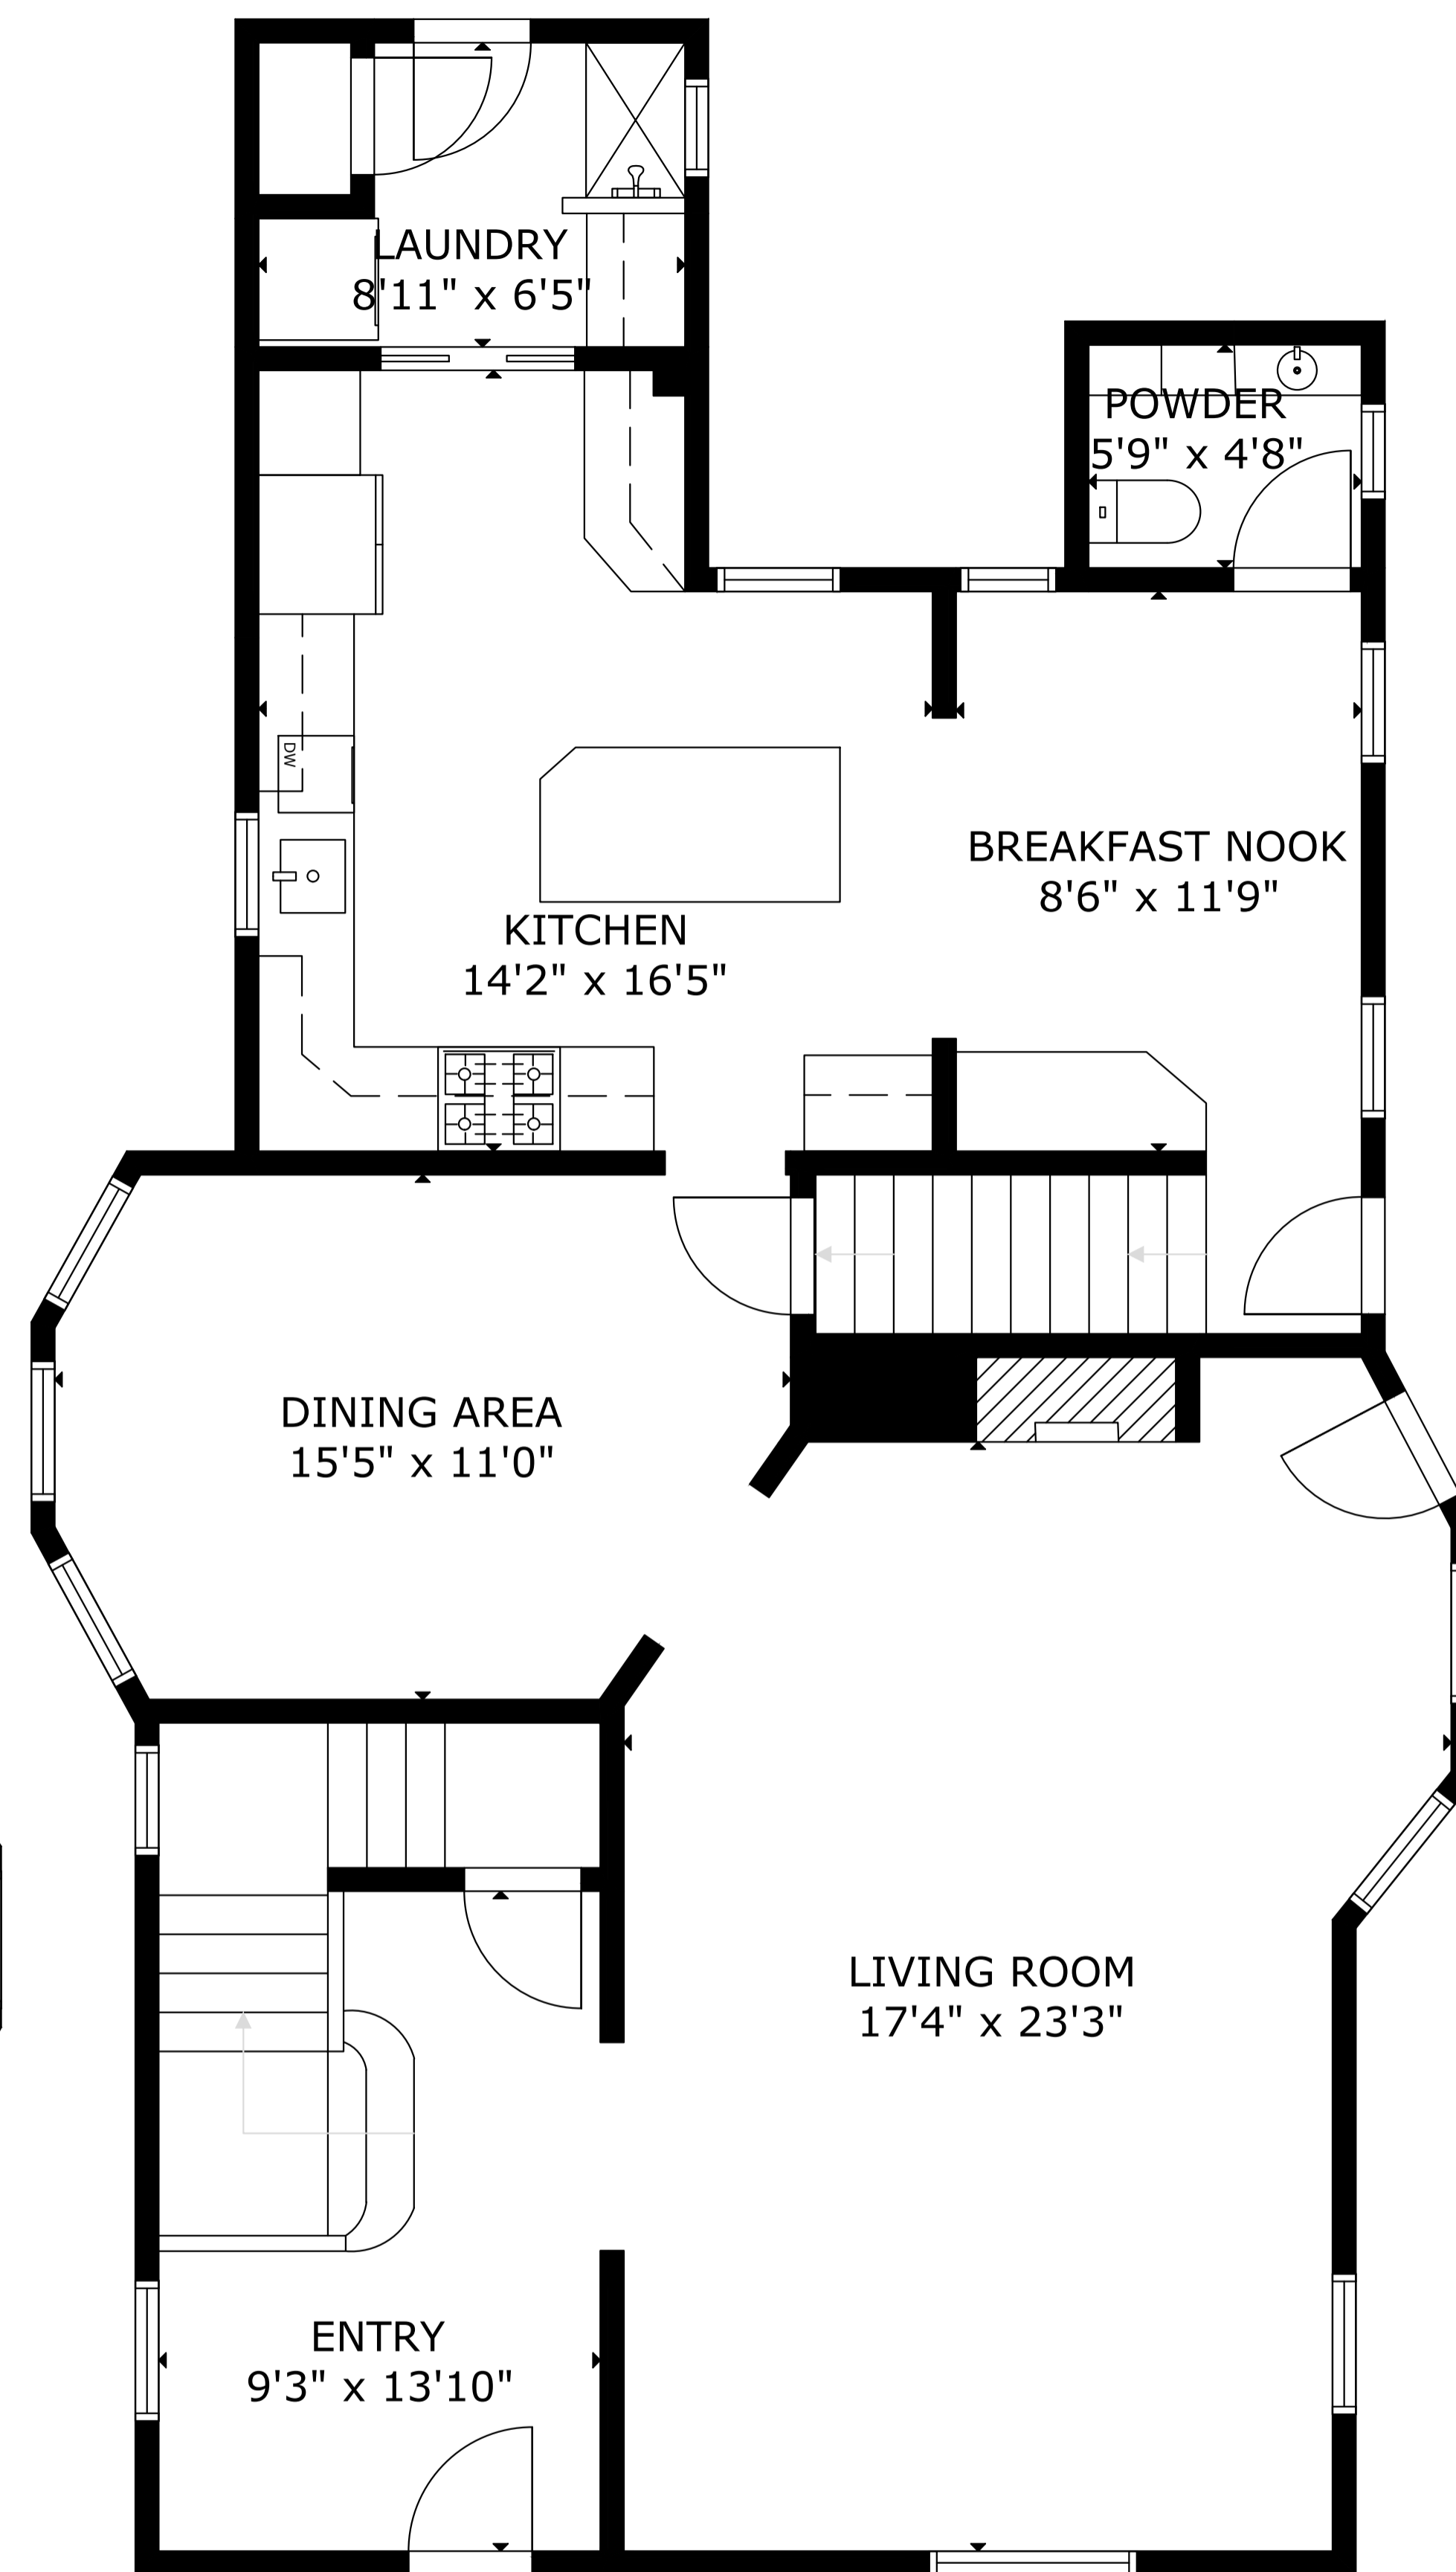 LAUNDRY
8'11" x 6'5"
POWDER
5'9" x 4'8"
DW
BREAKFAST NOOK
8'6" x 11'9"
KITCHEN
14'2" x 16'5"
DINING AREA
15'5" x 11'0"
LIVING ROOM
17'4" x 23'3"
ENTRY
9'3" x 13'10"